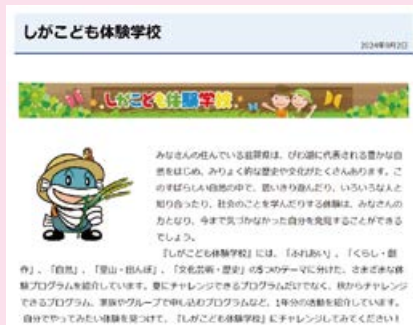 しがこども体験学校
2024年9月2日
しがこども体験学校
みなさんの住んでいる滋賀県は、びわ湖に代表される豊かな自
然をはじめ、みりょく的な歴史や文化がたくさんあります。こ
のすばらしい自然の中で、思いきり遊んだり、いろいろな人と
知り合ったり、社会のことを学んだりする体験は、みなさんの
力となり、今まで気づかなかった自分を発見することができる
でしょう。
『しがこども体験学校』には、「ふれあい」、「くらし・創
作」、「自然」、「里山・田んぼ」、「文化芸術・歴史」の5つのテーマに分けた、さまざまな体
験プログラムを紹介しています。夏にチャレンジできるプログラムだけでなく、秋からチャレンジ
できるプログラム、家族やグループで申し込むプログラムなど、1年分の活動を紹介しています。
自分でやってみたい体験を見つけて、『しがこども体験学校』にチャレンジしてみてください!